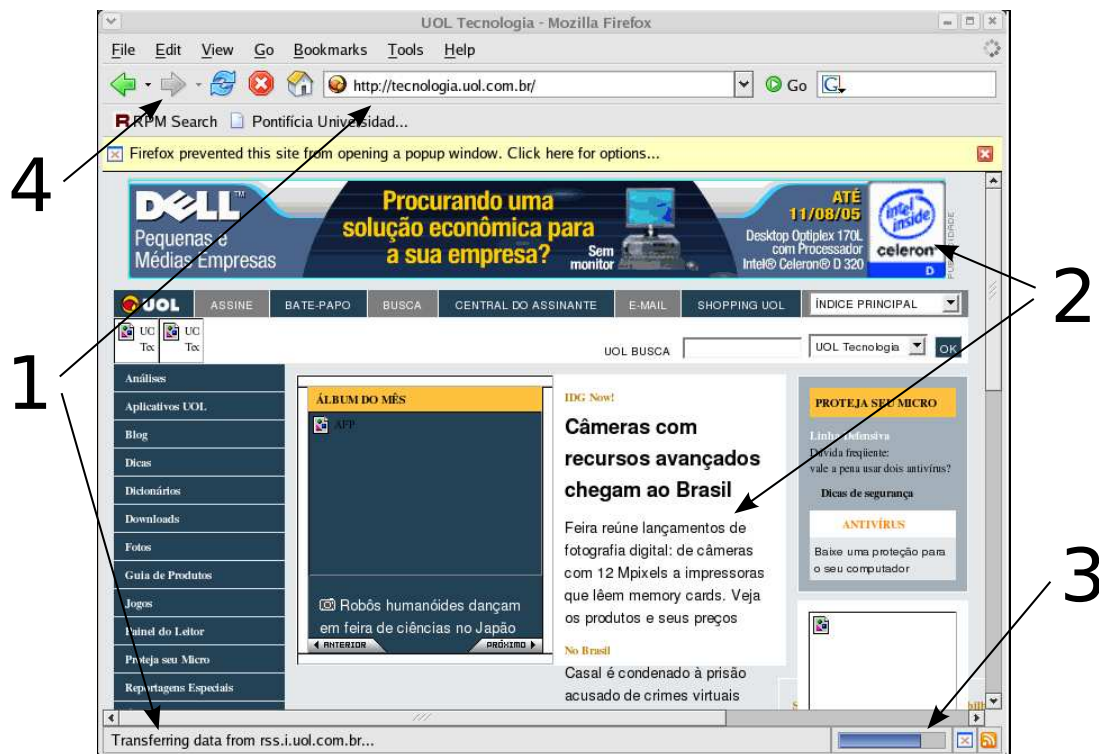 UOL Tecnologia - Mozilla Firefox
File Edit View Go Bookmarks Tools Help
http://tecnologia.uol.com.br/ Go G
RPM Search Pontifícia Universidad...
Firefox prevented this site from opening a popup window. Click here for options...
4
DELL™
Pequenas e
Médias Empresas
Procurando uma
solução econômica para
a sua empresa?
Sem
monitor
ATÉ
11/08/05
Desktop Optiplex 170L
com Processador
Intel® Celeron® D 320
intel
inside
celeron
D
PUBLICIDADE
2
UOL ASSINE BATE-PAPO BUSCA CENTRAL DO ASSINANTE E-MAIL SHOPPING UOL ÍNDICE PRINCIPAL
UC
Tex
UC
Tex
UOL BUSCA UOL Tecnologia OK
1
Análises
Aplicativos UOL
Blog
Dicas
Dicionários
Downloads
Fotos
Guia de Produtos
Jogos
Painel do Leitor
Proteja seu Micro
Reportagens Especiais
ÁLBUM DO MÊS
AFP
Robôs humanóides dançam
em feira de ciências no Japão
ANTERIOR PRÓXIMO
IDG Now!
Câmeras com
recursos avançados
chegam ao Brasil
Feira reúne lançamentos de
fotografia digital: de câmeras
com 12 Mpixels a impressoras
que lêem memory cards. Veja
os produtos e seus preços
No Brasil
Casal é condenado à prisão
acusado de crimes virtuais
PROTEJA SEU MICRO
Linha Defensiva
Dúvida freqüente:
vale a pena usar dois antivírus?
Dicas de segurança
ANTIVÍRUS
Baixe uma proteção para
o seu computador
3
Transferring data from rss.i.uol.com.br...